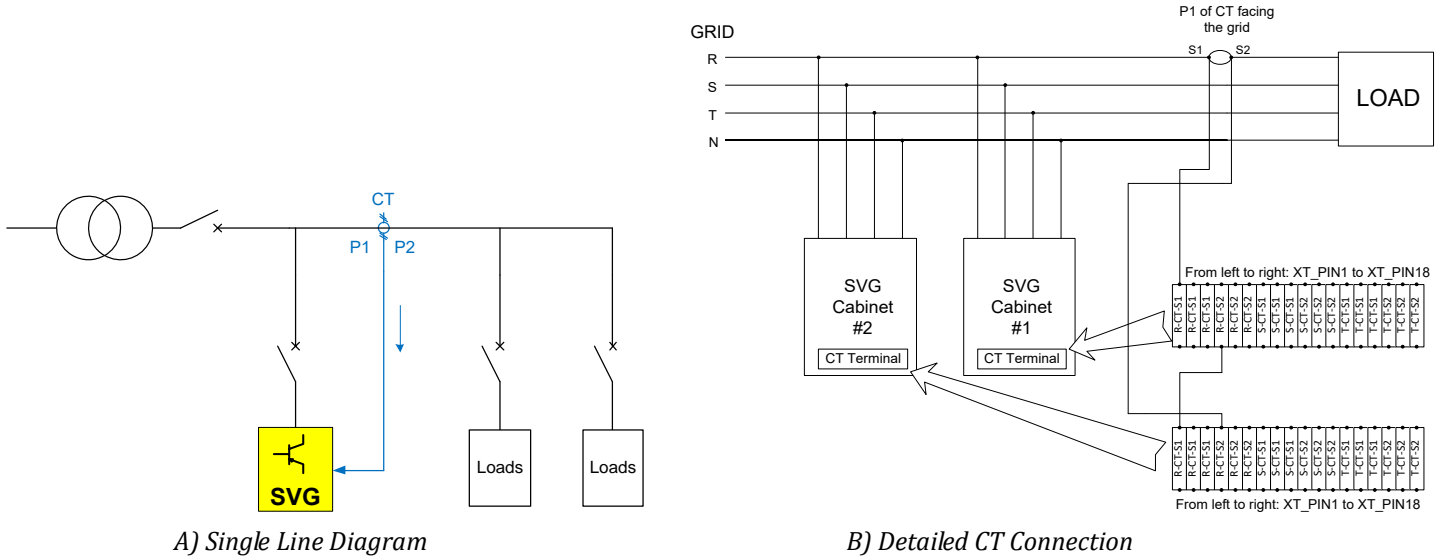 CT
P1 P2
SVG
Loads
Loads
A) Single Line Diagram
P1 of CT facing
the grid
GRID
S1 S2
R
S
T
N
LOAD
SVG
Cabinet
#2
CT Terminal
SVG
Cabinet
#1
CT Terminal
From left to right: XT_PIN1 to XT_PIN18
R-CT-S1
R-CT-S1
R-CT-S1
R-CT-S2
R-CT-S2
R-CT-S2
S-CT-S1
S-CT-S1
S-CT-S1
S-CT-S2
S-CT-S2
S-CT-S2
T-CT-S1
T-CT-S1
T-CT-S1
T-CT-S2
T-CT-S2
T-CT-S2
R-CT-S1
R-CT-S1
R-CT-S1
R-CT-S2
R-CT-S2
R-CT-S2
S-CT-S1
S-CT-S1
S-CT-S1
S-CT-S2
S-CT-S2
S-CT-S2
T-CT-S1
T-CT-S1
T-CT-S1
T-CT-S2
T-CT-S2
T-CT-S2
From left to right: XT_PIN1 to XT_PIN18
B) Detailed CT Connection